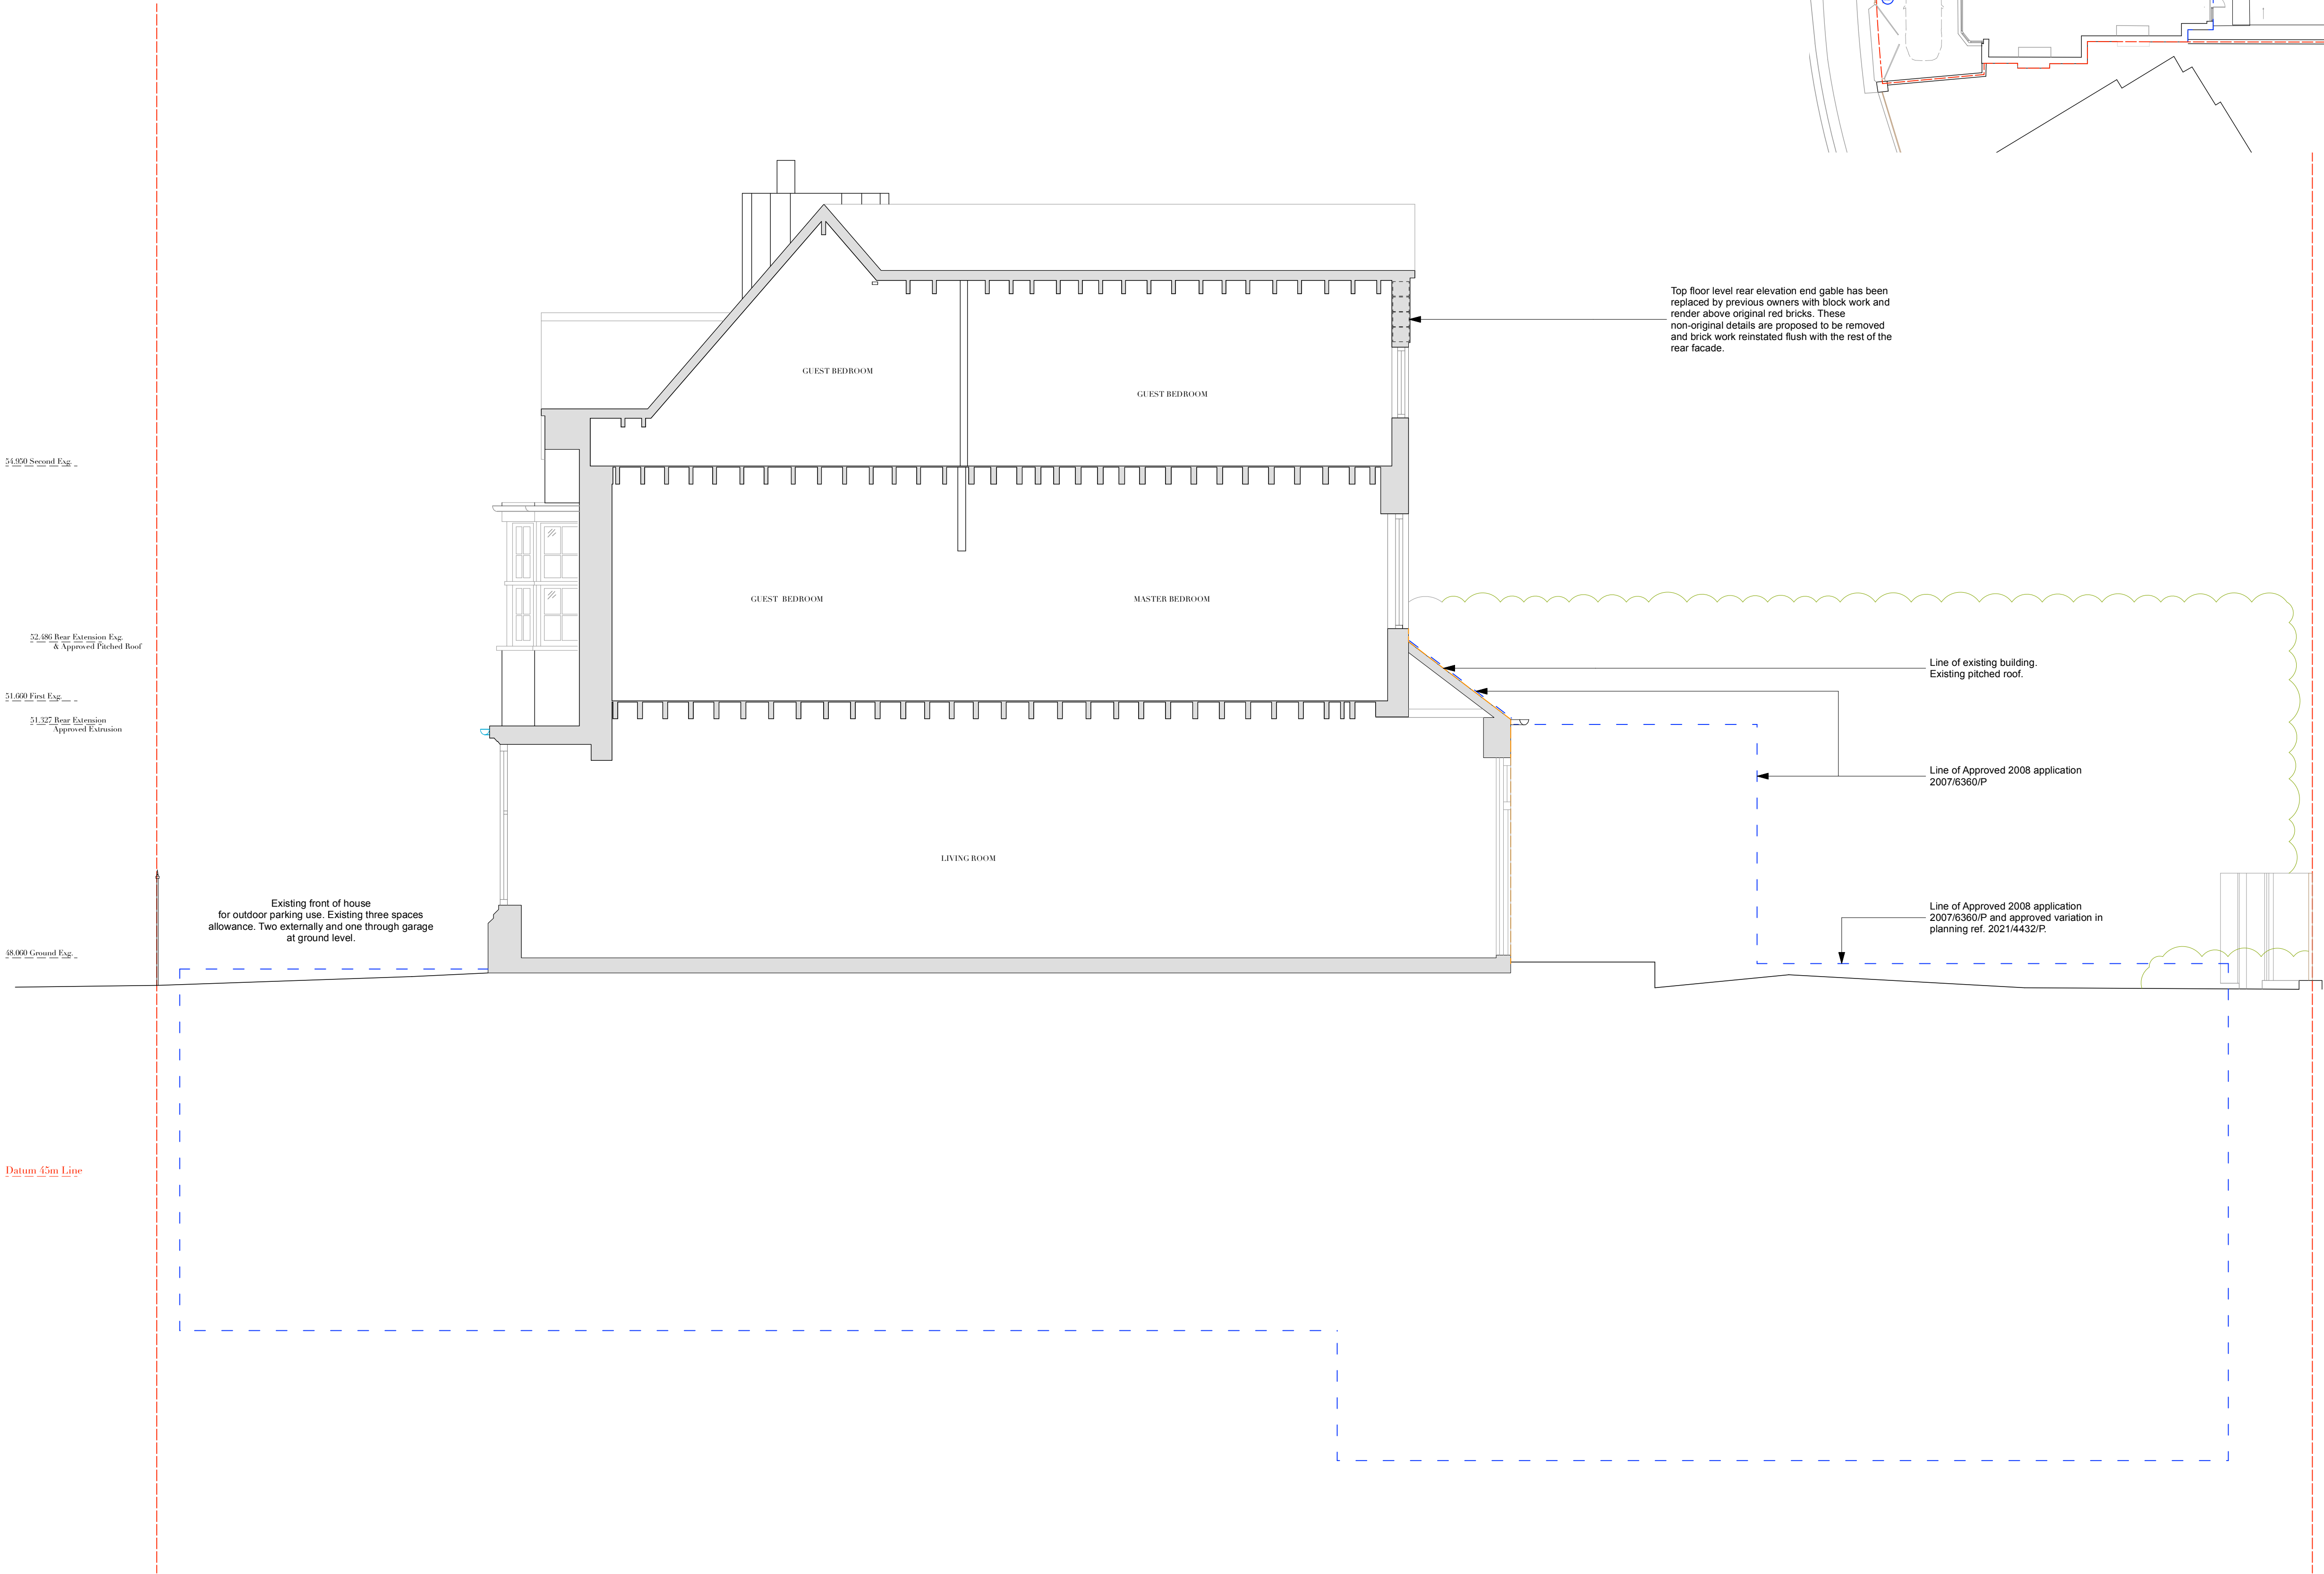 Top floor level rear elevation end gable has been
replaced by previous owners with block work and
render above original red bricks. These
non-original details are proposed to be removed
and brick work reinstated flush with the rest of the
rear facade.
GUEST BEDROOM
GUEST BEDROOM
54.950 Second Exg.
GUEST BEDROOM
MASTER BEDROOM
52.486 Rear Extension Exg.
& Approved Pitched Roof
Line of existing building.
Existing pitched roof.
51.660 First Exg.
51.327 Rear Extension
Approved Extrusion
Line of Approved 2008 application
2007/6360/P
LIVING ROOM
Existing front of house
for outdoor parking use. Existing three spaces
allowance. Two externally and one through garage
at ground level.
Line of Approved 2008 application
2007/6360/P and approved variation in
planning ref. 2021/4432/P.
48.060 Ground Exg.
Datum 45m Line